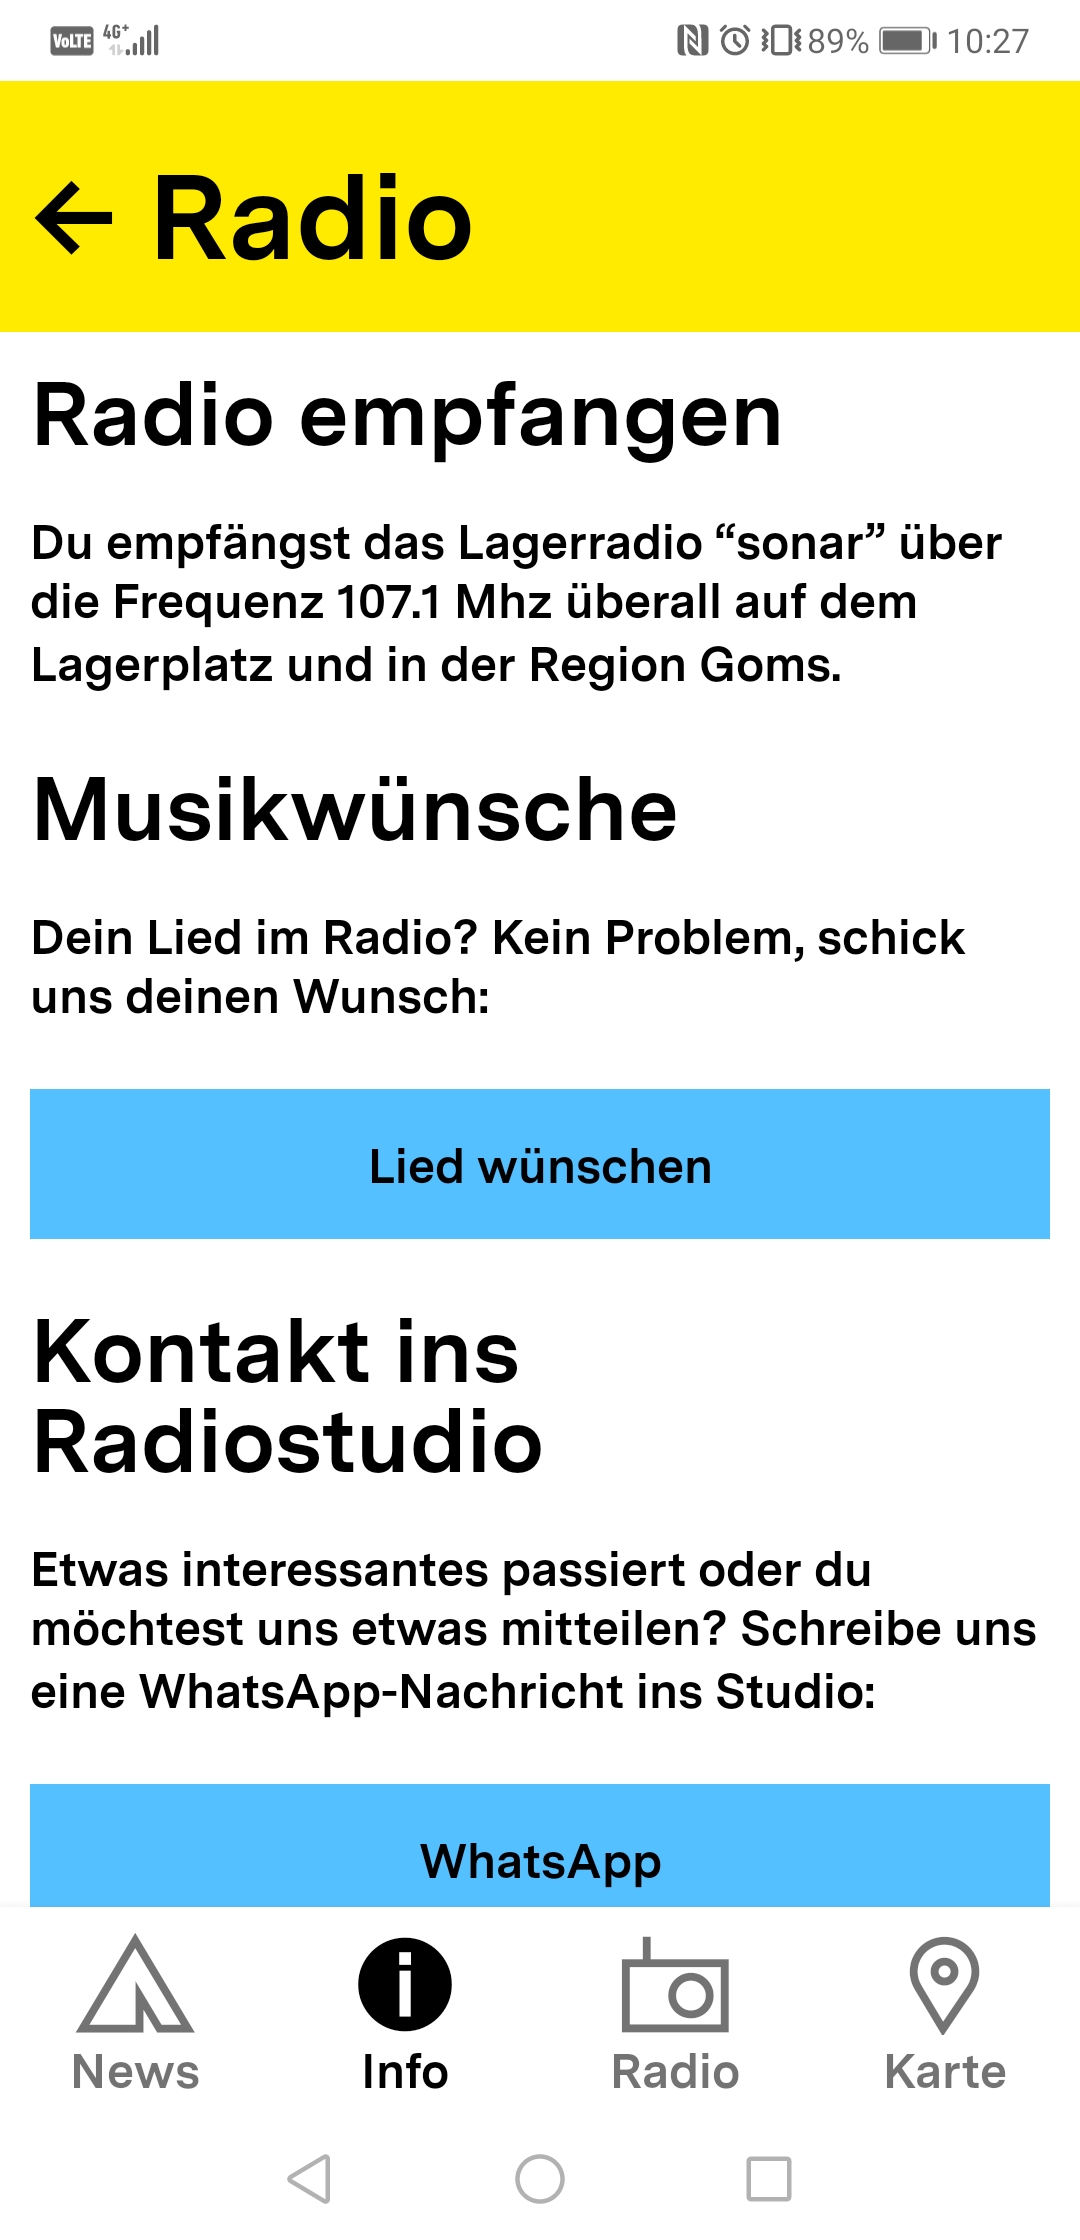 VoLTE 4G+ 89% 10:27
Radio
Radio empfangen
Du empfängst das Lagerradio “sonar” über
die Frequenz 107.1 Mhz überall auf dem
Lagerplatz und in der Region Goms.
Musikwünsche
Dein Lied im Radio? Kein Problem, schick
uns deinen Wunsch:
Lied wünschen
Kontakt ins
Radiostudio
Etwas interessantes passiert oder du
möchtest uns etwas mitteilen? Schreibe uns
eine WhatsApp-Nachricht ins Studio:
WhatsApp
News Info Radio Karte